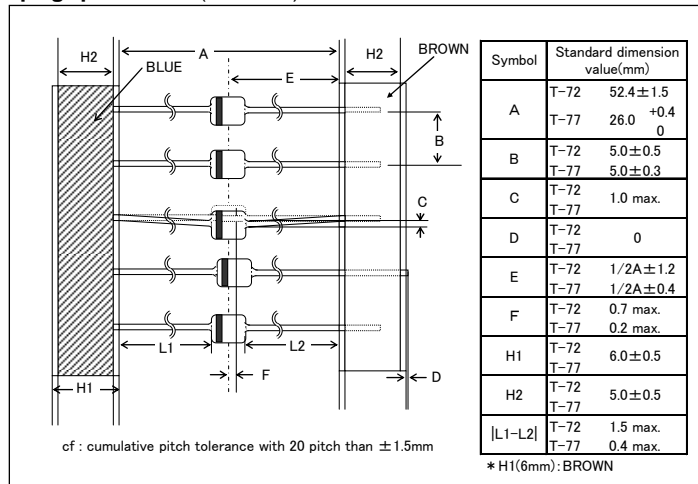 A
H2
H2
BROWN
BLUE
E
B
C
L1
L2
F
D
H1
cf : cumulative pitch tolerance with 20 pitch than ±1.5mm
Symbol Standard dimension value(mm)
A T-72 52.4±1.5
T-77 26.0 +0.4 0
B T-72 5.0±0.5
T-77 5.0±0.3
C T-72 T-77 1.0 max.
D T-72 T-77 0
E T-72 1/2A±1.2
T-77 1/2A±0.4
F T-72 0.7 max.
T-77 0.2 max.
H1 T-72 T-77 6.0±0.5
H2 T-72 T-77 5.0±0.5
|L1-L2| T-72 1.5 max.
T-77 0.4 max.
*H1(6mm):BROWN